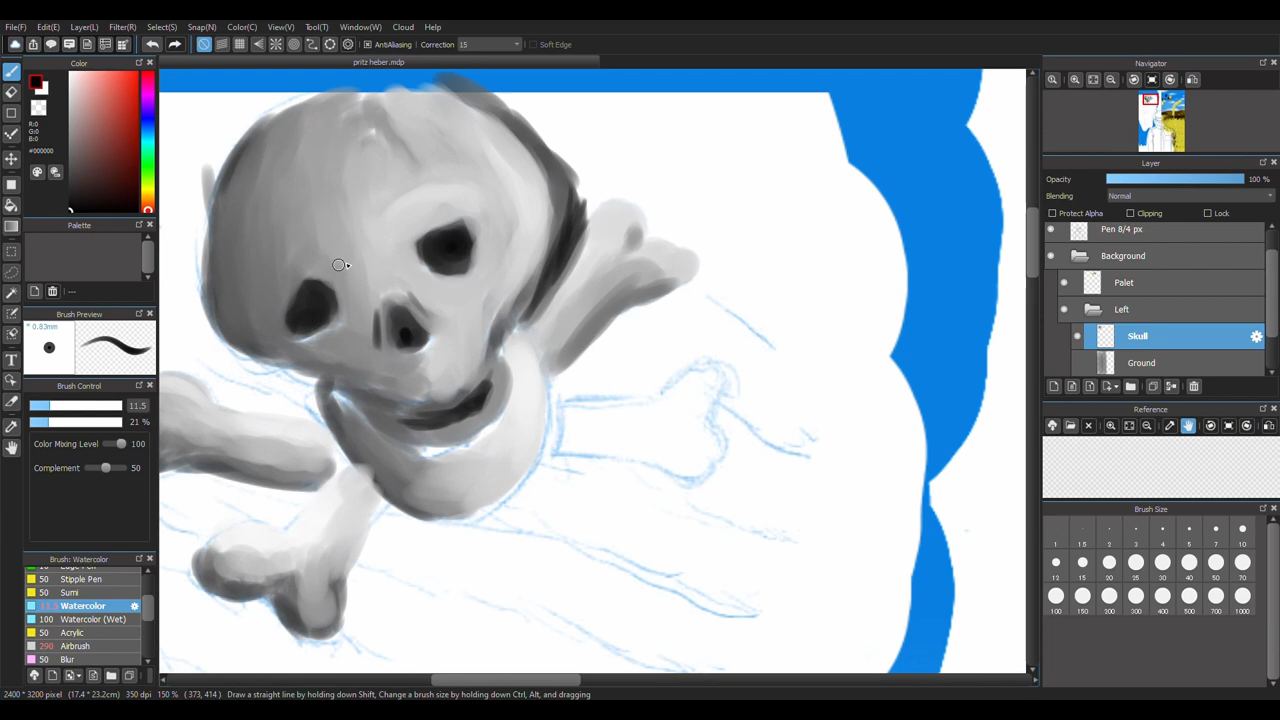 File(F) Edit(E) Layer(L) Filter(R) Select(S) Snap(N) Color(C) View(V) Tool(T) Window(W) Cloud Help
AntiAliasing Correction 15 Soft Edge
pritz heber.mdp
Color
R:0
G:0
B:0
#000000
Palette
---
Brush Preview
* 0.83mm
Brush Control
11.5
21 %
Color Mixing Level 100
Complement 50
Brush: Watercolor
50 Stipple Pen
50 Sumi
11.5 Watercolor
100 Watercolor (Wet)
50 Acrylic
290 Airbrush
50 Blur
Navigator
Layer
Opacity 100 %
Blending Normal
Protect Alpha Clipping Lock
Pen 8/4 px
Background
Palet
Left
Skull
Ground
Reference
Brush Size
1 1.5 2 3 4 5 7 10
12 15 20 25 30 40 50 70
100 150 200 300 400 500 700 1000
2400 * 3200 pixel (17.4 * 23.2cm) 350 dpi 150 % ( 373, 414 ) Draw a straight line by holding down Shift, Change a brush size by holding down Ctrl, Alt, and dragging